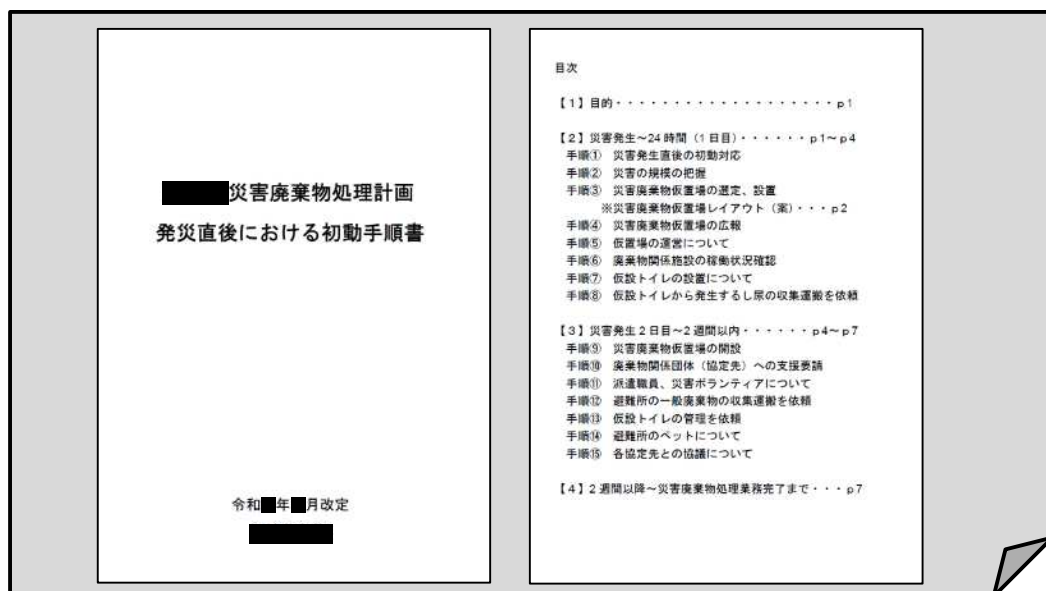 災害廃棄物処理計画
発災直後における初動手順書
令和 年 月改定
目次
【1】目的・・・・・・・・・・・・・・・・・・・p1
【2】災害発生～24時間(1日目)・・・・・・p1～p4
手順① 災害発生直後の初動対応
手順② 災害の規模の把握
手順③ 災害廃棄物仮置場の選定、設置
※災害廃棄物仮置場レイアウト(案)・・・p2
手順④ 災害廃棄物仮置場の広報
手順⑤ 仮置場の運営について
手順⑥ 廃棄物関係施設の稼働状況確認
手順⑦ 仮設トイレの設置について
手順⑧ 仮設トイレから発生するし尿の収集運搬を依頼
【3】災害発生2日目～2週間以内・・・・・・p4～p7
手順⑨ 災害廃棄物仮置場の開設
手順⑩ 廃棄物関係団体(協定先)への支援要請
手順⑪ 派遣職員、災害ボランティアについて
手順⑫ 避難所の一般廃棄物の収集運搬を依頼
手順⑬ 仮設トイレの管理を依頼
手順⑭ 避難所のペットについて
手順⑮ 各協定先との協議について
【4】2週間以降～災害廃棄物処理業務完了まで・・・p7